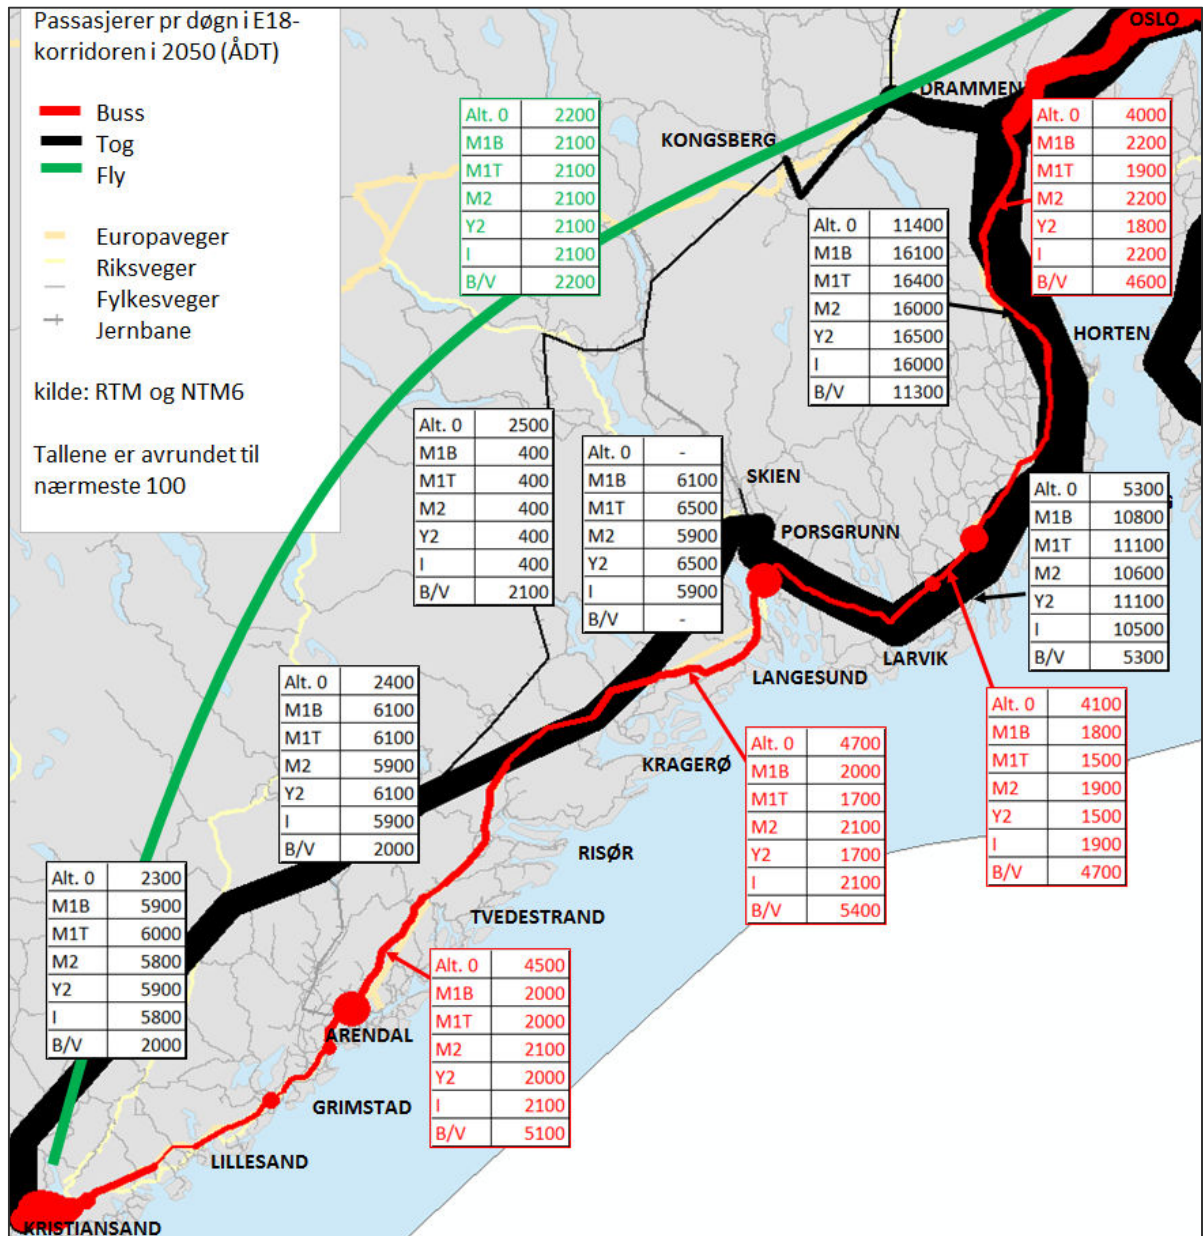 Passasjerer pr døgn i E18-
korridoren i 2050 (ÅDT)
Buss
Tog
Fly
Europaveger
Riksveger
Fylkesveger
Jernbane
kilde: RTM og NTM6
Tallene er avrundet til
nærmeste 100
OSLO
DRAMMEN
KONGSBERG
Alt. 0 2200
M1B 2100
M1T 2100
M2 2100
Y2 2100
I 2100
B/V 2200
Alt. 0 4000
M1B 2200
M1T 1900
M2 2200
Y2 1800
I 2200
B/V 4600
Alt. 0 11400
M1B 16100
M1T 16400
M2 16000
Y2 16500
I 16000
B/V 11300
HORTEN
Alt. 0 2500
M1B 400
M1T 400
M2 400
Y2 400
I 400
B/V 2100
Alt. 0 -
M1B 6100
M1T 6500
M2 5900
Y2 6500
I 5900
B/V -
SKIEN
PORSGRUNN
Alt. 0 5300
M1B 10800
M1T 11100
M2 10600
Y2 11100
I 10500
B/V 5300
LARVIK
LANGESUND
Alt. 0 2400
M1B 6100
M1T 6100
M2 5900
Y2 6100
I 5900
B/V 2000
Alt. 0 4100
M1B 1800
M1T 1500
M2 1900
Y2 1500
I 1900
B/V 4700
KRAGERØ
Alt. 0 4700
M1B 2000
M1T 1700
M2 2100
Y2 1700
I 2100
B/V 5400
RISØR
Alt. 0 2300
M1B 5900
M1T 6000
M2 5800
Y2 5900
I 5800
B/V 2000
TVEDESTRAND
Alt. 0 4500
M1B 2000
M1T 2000
M2 2100
Y2 2000
I 2100
B/V 5100
ARENDAL
GRIMSTAD
LILLESAND
KRISTIANSAND